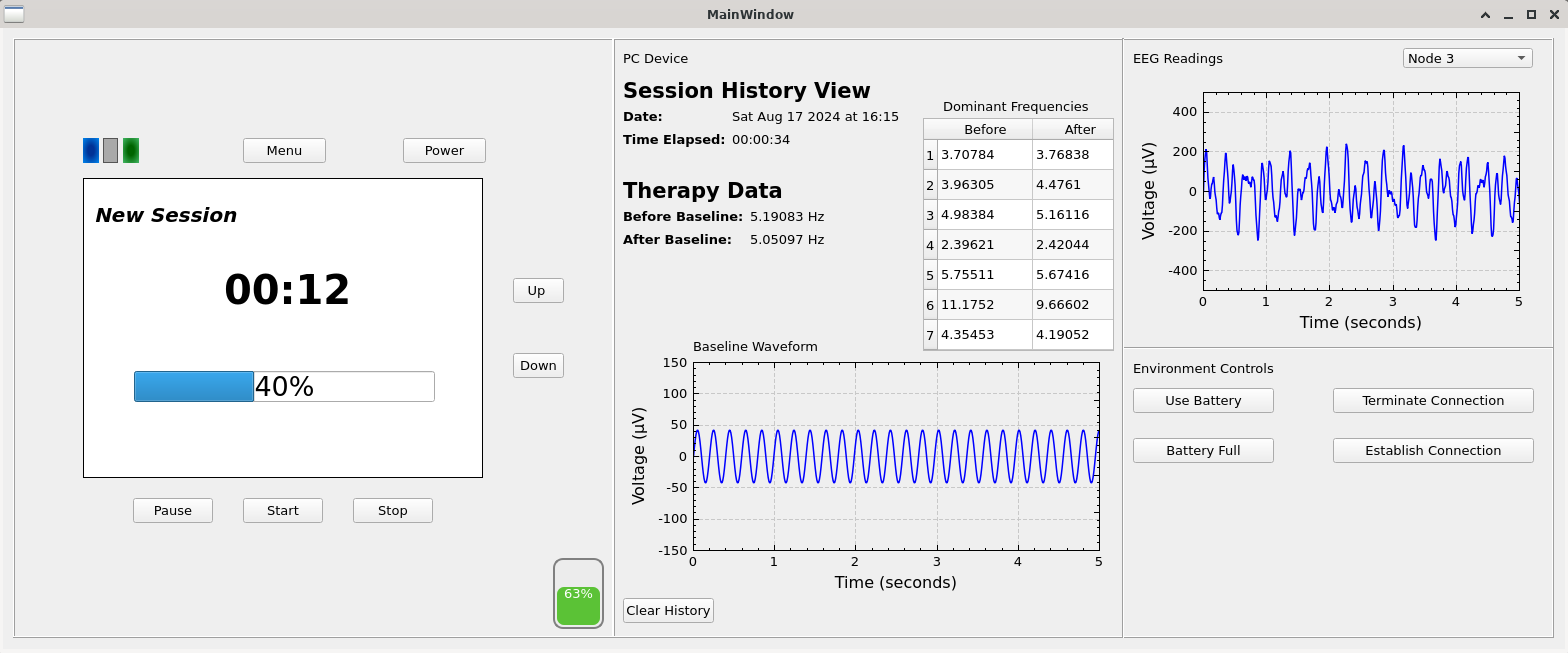 MainWindow
Menu
Power
New Session
00:12
40%
Up
Down
Pause
Start
Stop
63%
PC Device
Session History View
Date: Sat Aug 17 2024 at 16:15
Time Elapsed: 00:00:34
Therapy Data
Before Baseline: 5.19083 Hz
After Baseline: 5.05097 Hz
Dominant Frequencies
Before After
1 3.70784 3.76838
2 3.96305 4.4761
3 4.98384 5.16116
4 2.39621 2.42044
5 5.75511 5.67416
6 11.1752 9.66602
7 4.35453 4.19052
Baseline Waveform
Voltage (µV)
150
100
50
0
-50
-100
-150
0 1 2 3 4 5
Time (seconds)
Clear History
EEG Readings
Node 3
Voltage (µV)
400
200
0
-200
-400
0 1 2 3 4 5
Time (seconds)
Environment Controls
Use Battery
Terminate Connection
Battery Full
Establish Connection